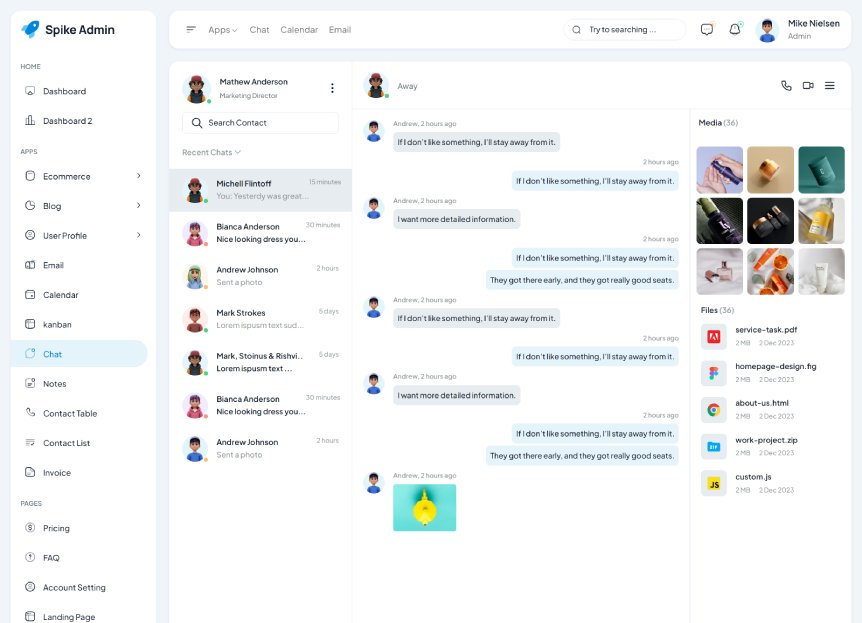 Spike Admin
HOME
Dashboard
Dashboard 2
APPS
Ecommerce
Blog
User Profile
Email
Calendar
kanban
Chat
Notes
Contact Table
Contact List
Invoice
PAGES
Pricing
FAQ
Account Setting
Landing Page
Apps
Chat
Calendar
Email
Try to searching ...
Mike Nielsen
Admin
Mathew Anderson
Marketing Director
Search Contact
Recent Chats
Michell Flintoff 15 minutes
You: Yesterdy was great...
Bianca Anderson 30 minutes
Nice looking dress you...
Andrew Johnson 2 hours
Sent a photo
Mark Strokes 5 days
Lorem ispusm text sud...
Mark, Stoinus & Rishvi.. 5 days
Lorem ispusm text ...
Bianca Anderson 30 minutes
Nice looking dress you...
Andrew Johnson 2 hours
Sent a photo
Away
Andrew, 2 hours ago
If I don't like something, I'll stay away from it.
2 hours ago
If I don't like something, I'll stay away from it.
Andrew, 2 hours ago
I want more detailed information.
2 hours ago
If I don't like something, I'll stay away from it.
They got there early, and they got really good seats.
Andrew, 2 hours ago
If I don't like something, I'll stay away from it.
2 hours ago
If I don't like something, I'll stay away from it.
Andrew, 2 hours ago
I want more detailed information.
2 hours ago
If I don't like something, I'll stay away from it.
They got there early, and they got really good seats.
Andrew, 2 hours ago
Media (36)
Files (36)
service-task.pdf
2 MB 2 Dec 2023
homepage-design.fig
2 MB 2 Dec 2023
about-us.html
2 MB 2 Dec 2023
work-project.zip
ZIP
2 MB 2 Dec 2023
custom.js
JS
2 MB 2 Dec 2023